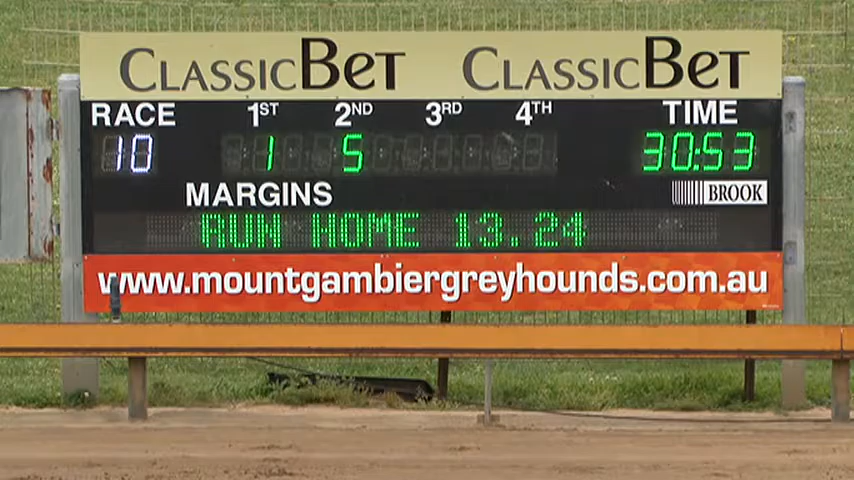 CLASSICBET CLASSICBET
RACE 1ST 2ND 3RD 4TH TIME
10 1 5 30:53
MARGINS BROOK
RUN HOME 13.24
www.mountgambiergreyhounds.com.au